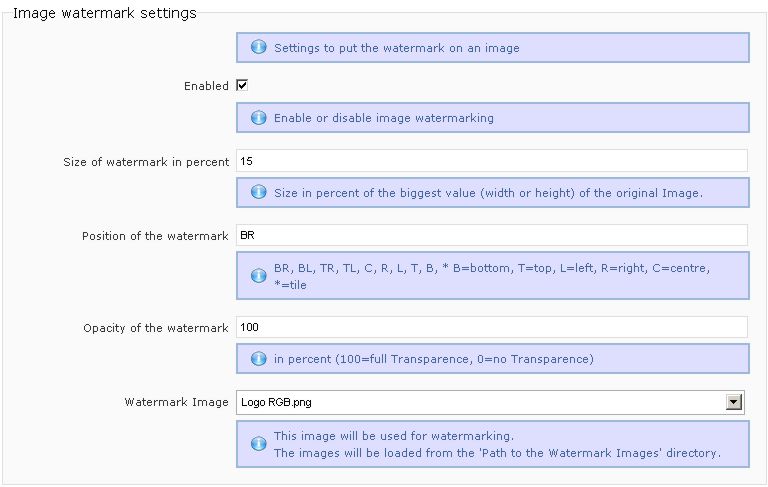 Image watermark settings
Settings to put the watermark on an image
Enabled
Enable or disable image watermarking
Size of watermark in percent 15
Size in percent of the biggest value (width or height) of the original Image.
Position of the watermark BR
BR, BL, TR, TL, C, R, L, T, B, * B=bottom, T=top, L=left, R=right, C=centre,
*=tile
Opacity of the watermark 100
in percent (100=full Transparence, 0=no Transparence)
Watermark Image Logo RGB.png
This image will be used for watermarking.
The images will be loaded from the 'Path to the Watermark Images' directory.